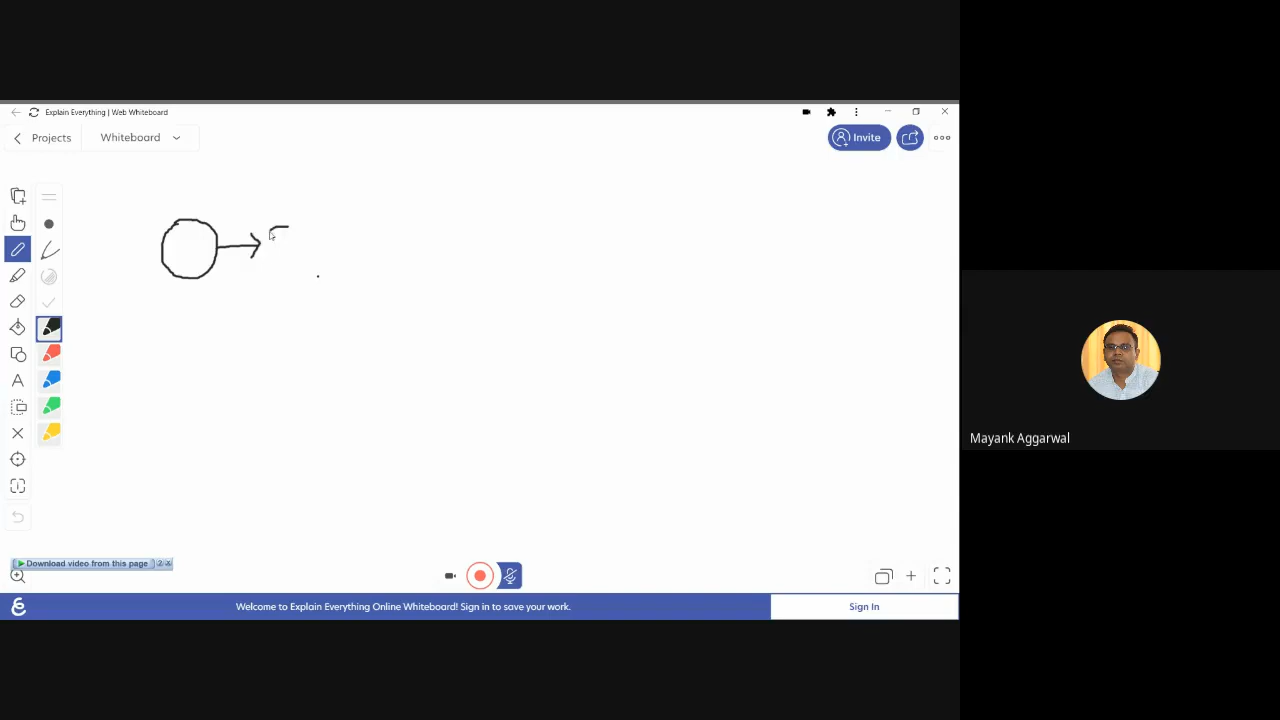 Explain Everything | Web Whiteboard
Projects
Whiteboard
Invite
A
Download video from this page
Welcome to Explain Everything Online Whiteboard! Sign in to save your work.
Sign In
Mayank Aggarwal